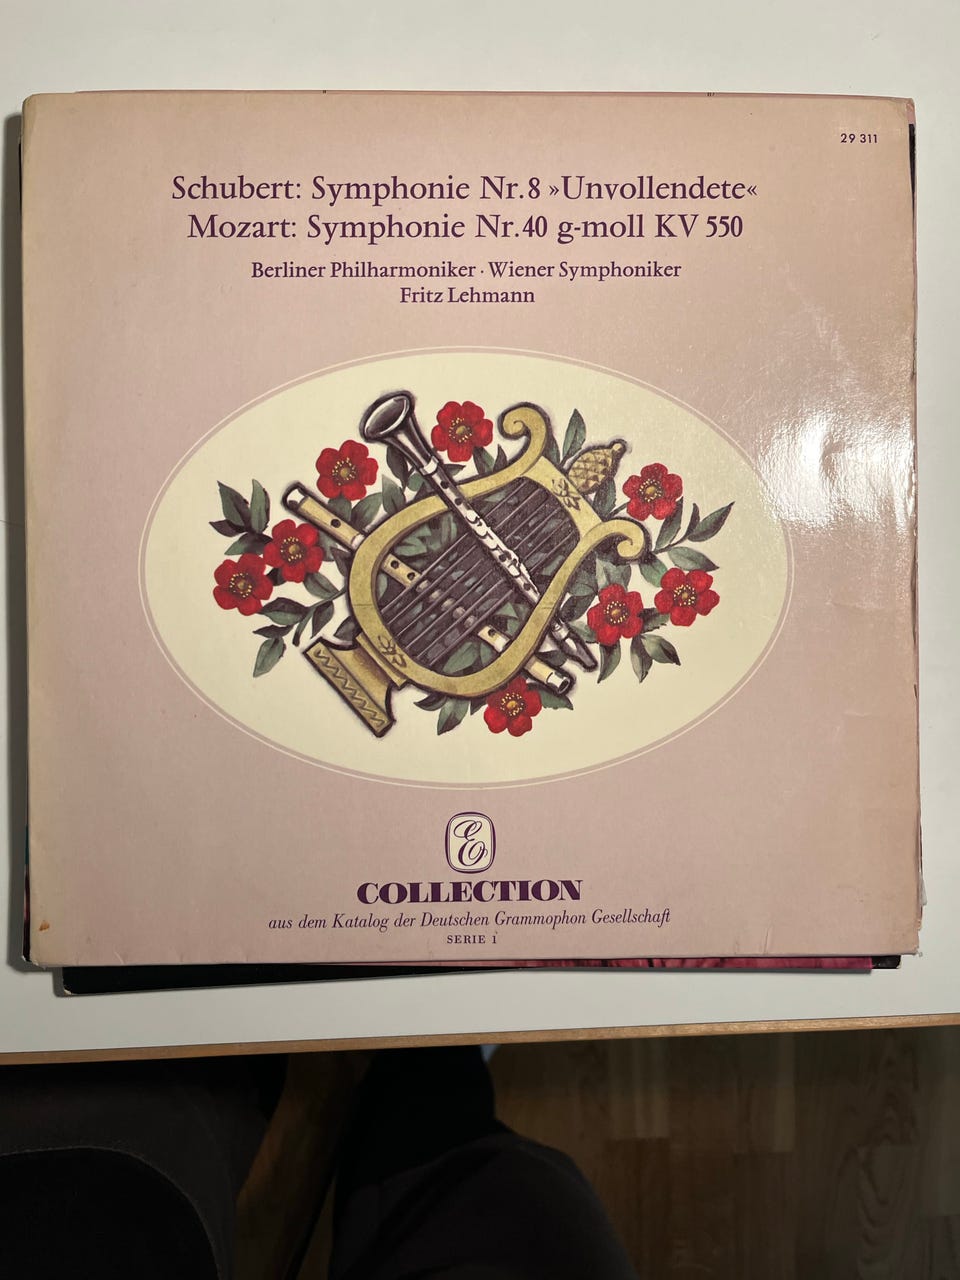 29 311
Schubert: Symphonie Nr. 8 »Unvollendete«
Mozart: Symphonie Nr. 40 g-moll KV 550
Berliner Philharmoniker · Wiener Symphoniker
Fritz Lehmann
E
COLLECTION
aus dem Katalog der Deutschen Grammophon Gesellschaft
SERIE 1